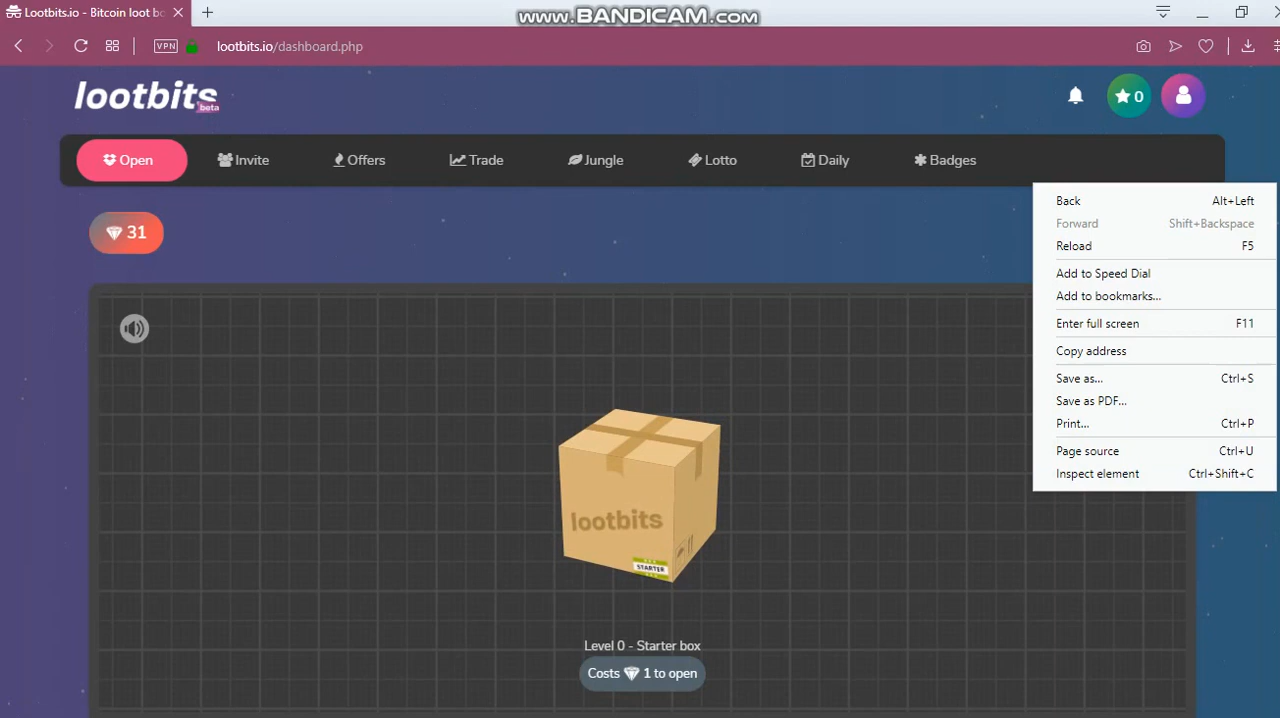 Lootbits.io - Bitcoin loot bo
www.BANDICAM.com
VPN
lootbits.io/dashboard.php
lootbits
beta
0
Open
Invite
Offers
Trade
Jungle
Lotto
Daily
Badges
31
Back Alt+Left
Forward Shift+Backspace
Reload F5
Add to Speed Dial
Add to bookmarks...
Enter full screen F11
Copy address
Save as... Ctrl+S
Save as PDF...
Print... Ctrl+P
Page source Ctrl+U
Inspect element Ctrl+Shift+C
lootbits
STARTER
Level 0 - Starter box
Costs 1 to open